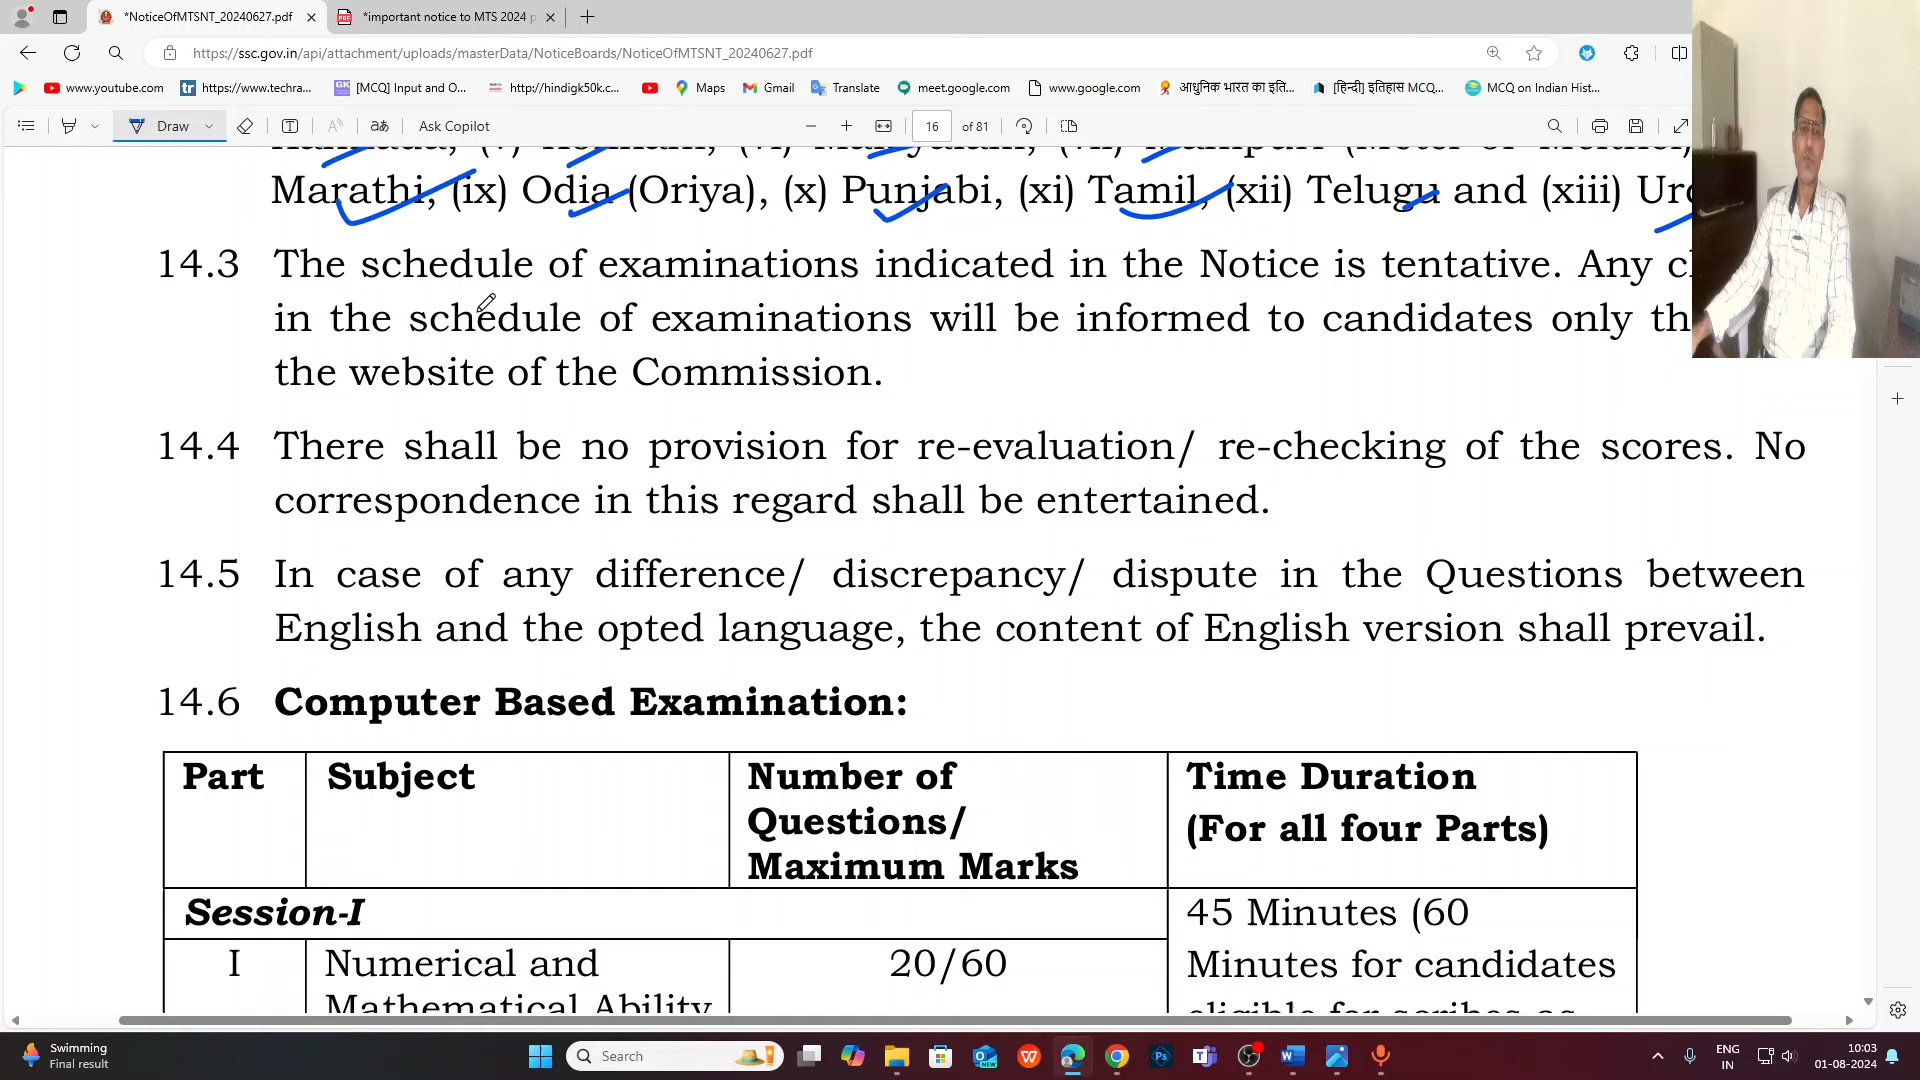 *NoticeOfMTSNT_20240627.pdf
*important notice to MTS 2024 p
https://ssc.gov.in/api/attachment/uploads/masterData/NoticeBoards/NoticeOfMTSNT_20240627.pdf
www.youtube.com https://www.techra... [MCQ] Input and O... http://hindigk50k.c... Maps Gmail Translate meet.google.com www.google.com आधुनिक भारत का इति... [हिन्दी] इतिहास MCQ... MCQ on Indian Hist...
Draw Ask Copilot 16 of 81
Marathi, (ix) Odia (Oriya), (x) Punjabi, (xi) Tamil, (xii) Telugu and (xiii)
14.3 The schedule of examinations indicated in the Notice is tentative. Any
in the schedule of examinations will be informed to candidates only
the website of the Commission.
14.4 There shall be no provision for re-evaluation/ re-checking of the scores. No
correspondence in this regard shall be entertained.
14.5 In case of any difference/ discrepancy/ dispute in the Questions between
English and the opted language, the content of English version shall prevail.
14.6 Computer Based Examination:
Part Subject Number of Questions/ Maximum Marks Time Duration (For all four Parts)
Session-I 45 Minutes (60
I Numerical and 20/60 Minutes for candidates
Mathematical Ability eligible for scribes as
Swimming
Final result
Search
ENG
IN
10:03
01-08-2024